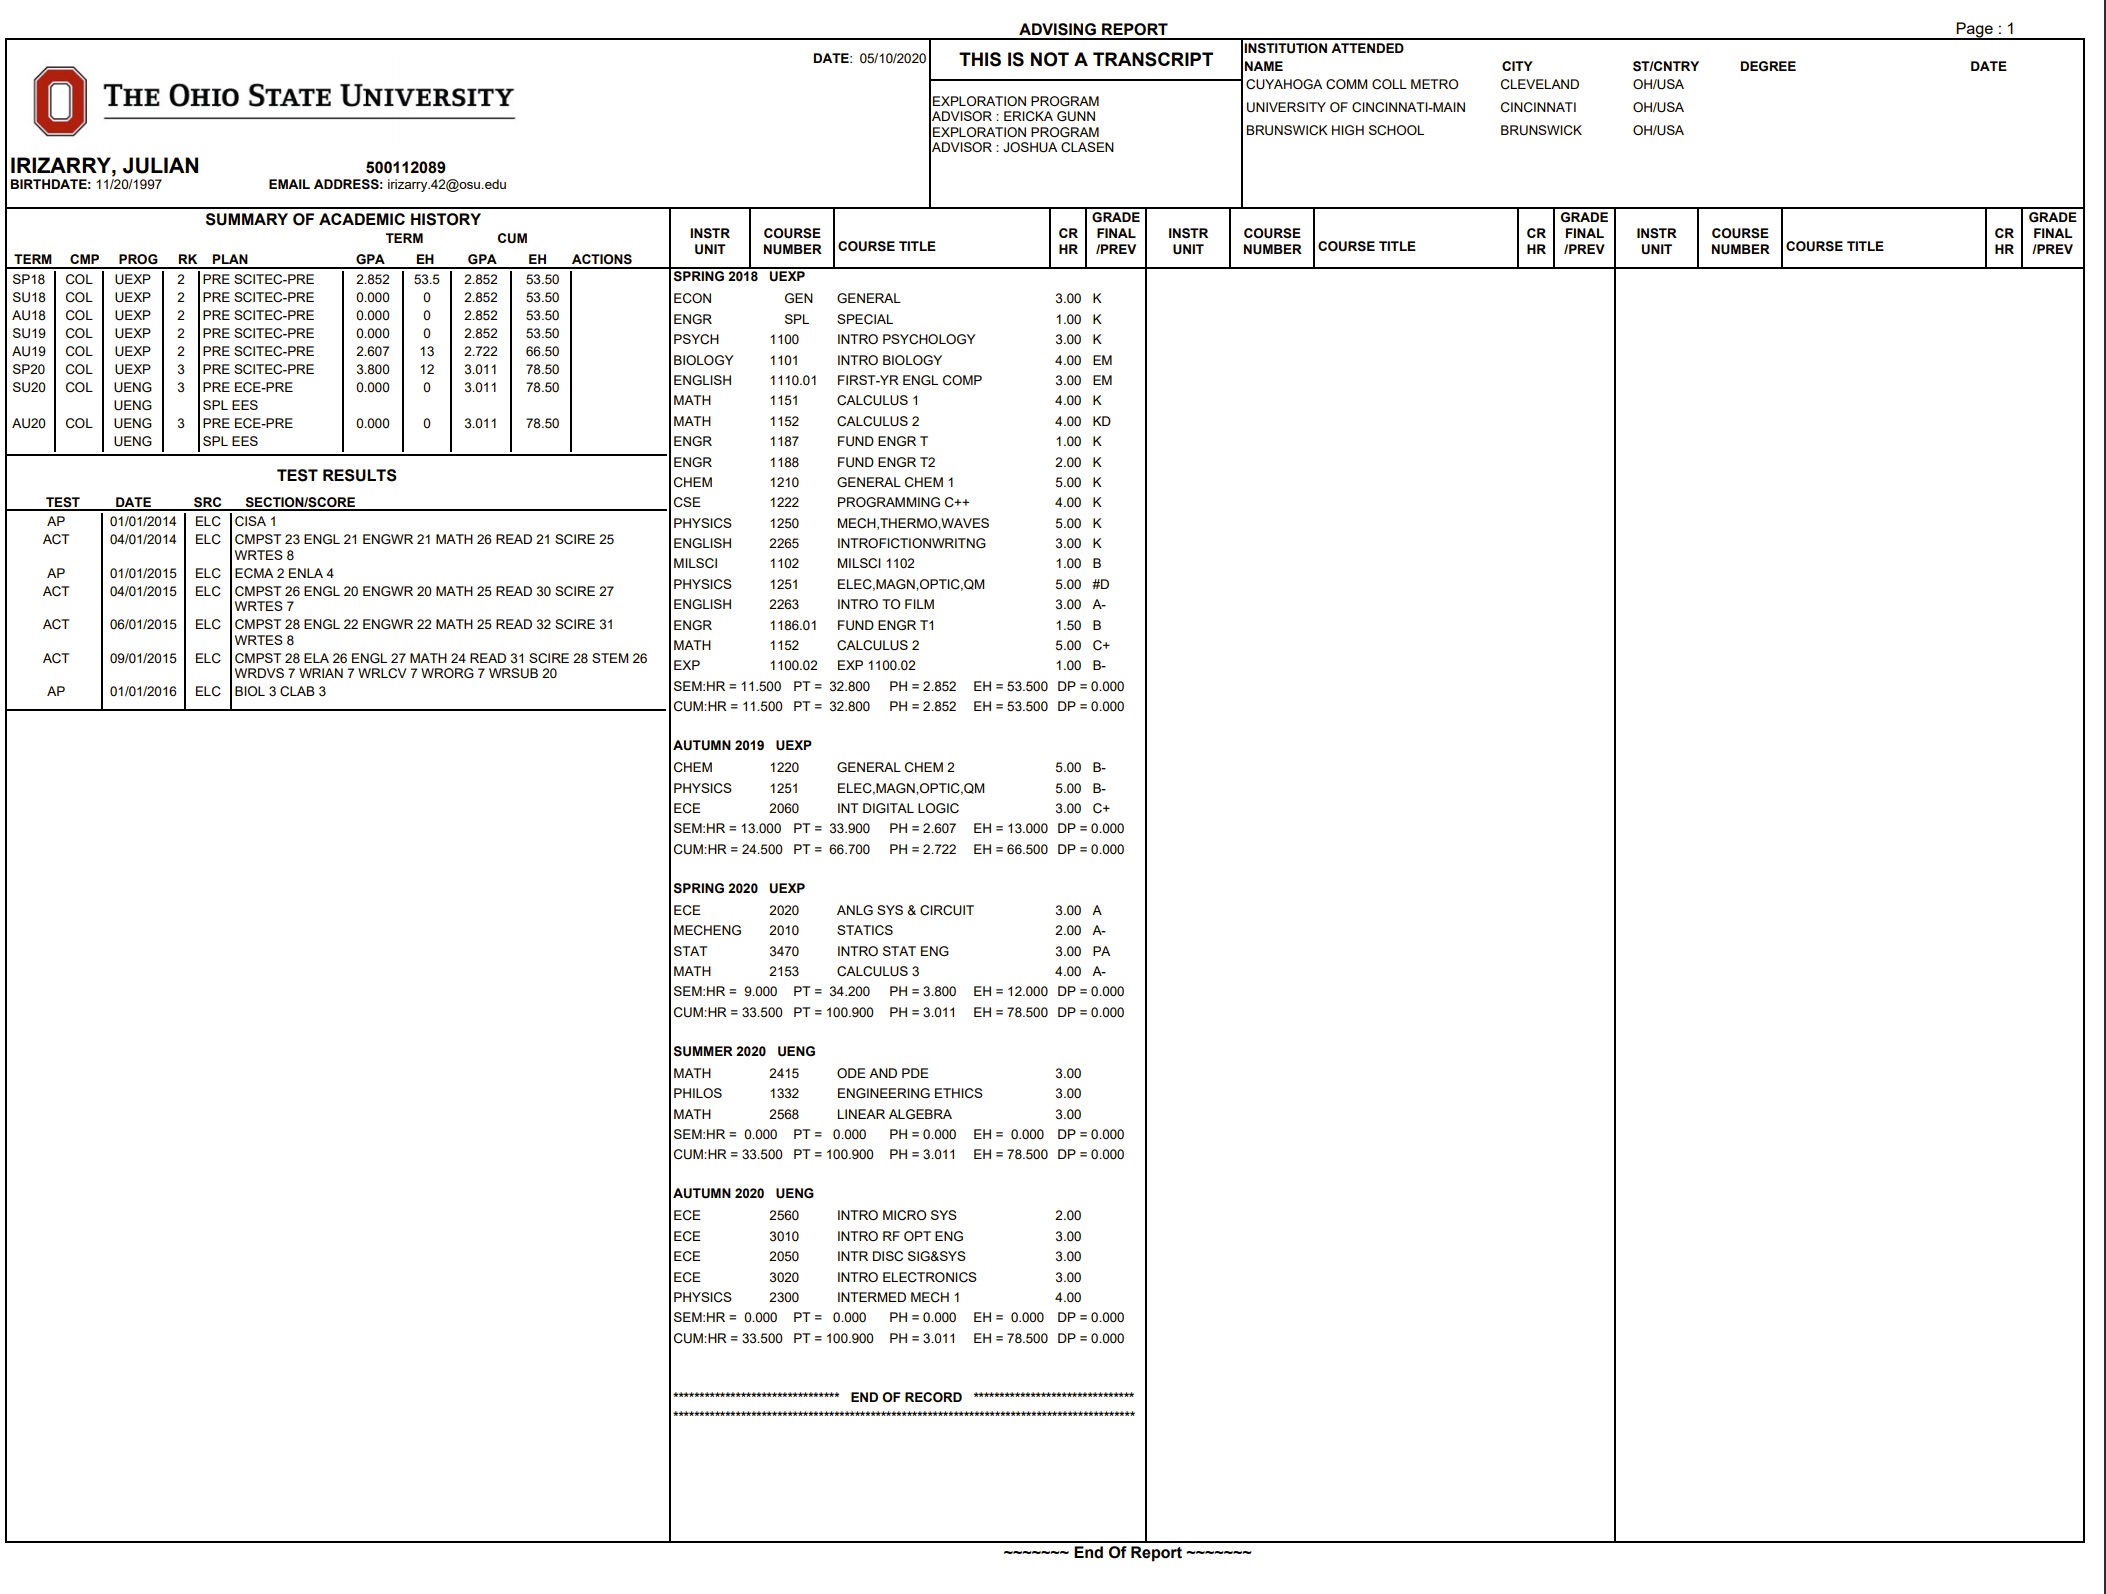 ADVISING REPORT
Page : 1
THE OHIO STATE UNIVERSITY
DATE: 05/10/2020
IRIZARRY, JULIAN 500112089
BIRTHDATE: 11/20/1997 EMAIL ADDRESS: irizarry.42@osu.edu
THIS IS NOT A TRANSCRIPT
EXPLORATION PROGRAM
ADVISOR : ERICKA GUNN
EXPLORATION PROGRAM
ADVISOR : JOSHUA CLASEN
INSTITUTION ATTENDED
NAME CITY ST/CNTRY DEGREE DATE
CUYAHOGA COMM COLL METRO CLEVELAND OH/USA
UNIVERSITY OF CINCINNATI-MAIN CINCINNATI OH/USA
BRUNSWICK HIGH SCHOOL BRUNSWICK OH/USA
SUMMARY OF ACADEMIC HISTORY
TERM CUM
TERM CMP PROG RK PLAN GPA EH GPA EH ACTIONS
SP18 COL UEXP 2 PRE SCITEC-PRE 2.852 53.5 2.852 53.50
SU18 COL UEXP 2 PRE SCITEC-PRE 0.000 0 2.852 53.50
AU18 COL UEXP 2 PRE SCITEC-PRE 0.000 0 2.852 53.50
SU19 COL UEXP 2 PRE SCITEC-PRE 0.000 0 2.852 53.50
AU19 COL UEXP 2 PRE SCITEC-PRE 2.607 13 2.722 66.50
SP20 COL UEXP 3 PRE SCITEC-PRE 3.800 12 3.011 78.50
SU20 COL UENG 3 PRE ECE-PRE 0.000 0 3.011 78.50
UENG SPL EES
AU20 COL UENG 3 PRE ECE-PRE 0.000 0 3.011 78.50
UENG SPL EES
TEST RESULTS
TEST DATE SRC SECTION/SCORE
AP 01/01/2014 ELC CISA 1
ACT 04/01/2014 ELC CMPST 23 ENGL 21 ENGWR 21 MATH 26 READ 21 SCIRE 25
WRTES 8
AP 01/01/2015 ELC ECMA 2 ENLA 4
ACT 04/01/2015 ELC CMPST 26 ENGL 20 ENGWR 20 MATH 25 READ 30 SCIRE 27
WRTES 7
ACT 06/01/2015 ELC CMPST 28 ENGL 22 ENGWR 22 MATH 25 READ 32 SCIRE 31
WRTES 8
ACT 09/01/2015 ELC CMPST 28 ELA 26 ENGL 27 MATH 24 READ 31 SCIRE 28 STEM 26
WRDVS 7 WRIAN 7 WRLCV 7 WRORG 7 WRSUB 20
AP 01/01/2016 ELC BIOL 3 CLAB 3
INSTR UNIT COURSE NUMBER COURSE TITLE CR HR GRADE FINAL /PREV
SPRING 2018 UEXP
ECON GEN GENERAL 3.00 K
ENGR SPL SPECIAL 1.00 K
PSYCH 1100 INTRO PSYCHOLOGY 3.00 K
BIOLOGY 1101 INTRO BIOLOGY 4.00 EM
ENGLISH 1110.01 FIRST-YR ENGL COMP 3.00 EM
MATH 1151 CALCULUS 1 4.00 K
MATH 1152 CALCULUS 2 4.00 KD
ENGR 1187 FUND ENGR T 1.00 K
ENGR 1188 FUND ENGR T2 2.00 K
CHEM 1210 GENERAL CHEM 1 5.00 K
CSE 1222 PROGRAMMING C++ 4.00 K
PHYSICS 1250 MECH,THERMO,WAVES 5.00 K
ENGLISH 2265 INTROFICTIONWRITNG 3.00 K
MILSCI 1102 MILSCI 1102 1.00 B
PHYSICS 1251 ELEC,MAGN,OPTIC,QM 5.00 #D
ENGLISH 2263 INTRO TO FILM 3.00 A-
ENGR 1186.01 FUND ENGR T1 1.50 B
MATH 1152 CALCULUS 2 5.00 C+
EXP 1100.02 EXP 1100.02 1.00 B-
SEM:HR = 11.500 PT = 32.800 PH = 2.852 EH = 53.500 DP = 0.000
CUM:HR = 11.500 PT = 32.800 PH = 2.852 EH = 53.500 DP = 0.000
AUTUMN 2019 UEXP
CHEM 1220 GENERAL CHEM 2 5.00 B-
PHYSICS 1251 ELEC,MAGN,OPTIC,QM 5.00 B-
ECE 2060 INT DIGITAL LOGIC 3.00 C+
SEM:HR = 13.000 PT = 33.900 PH = 2.607 EH = 13.000 DP = 0.000
CUM:HR = 24.500 PT = 66.700 PH = 2.722 EH = 66.500 DP = 0.000
SPRING 2020 UEXP
ECE 2020 ANLG SYS & CIRCUIT 3.00 A
MECHENG 2010 STATICS 2.00 A-
STAT 3470 INTRO STAT ENG 3.00 PA
MATH 2153 CALCULUS 3 4.00 A-
SEM:HR = 9.000 PT = 34.200 PH = 3.800 EH = 12.000 DP = 0.000
CUM:HR = 33.500 PT = 100.900 PH = 3.011 EH = 78.500 DP = 0.000
SUMMER 2020 UENG
MATH 2415 ODE AND PDE 3.00
PHILOS 1332 ENGINEERING ETHICS 3.00
MATH 2568 LINEAR ALGEBRA 3.00
SEM:HR = 0.000 PT = 0.000 PH = 0.000 EH = 0.000 DP = 0.000
CUM:HR = 33.500 PT = 100.900 PH = 3.011 EH = 78.500 DP = 0.000
AUTUMN 2020 UENG
ECE 2560 INTRO MICRO SYS 2.00
ECE 3010 INTRO RF OPT ENG 3.00
ECE 2050 INTR DISC SIG&SYS 3.00
ECE 3020 INTRO ELECTRONICS 3.00
PHYSICS 2300 INTERMED MECH 1 4.00
SEM:HR = 0.000 PT = 0.000 PH = 0.000 EH = 0.000 DP = 0.000
CUM:HR = 33.500 PT = 100.900 PH = 3.011 EH = 78.500 DP = 0.000
******************************** END OF RECORD *******************************
*****************************************************************************************
INSTR UNIT COURSE NUMBER COURSE TITLE CR HR GRADE FINAL /PREV
INSTR UNIT COURSE NUMBER COURSE TITLE CR HR GRADE FINAL /PREV
~~~~~~~ End Of Report ~~~~~~~